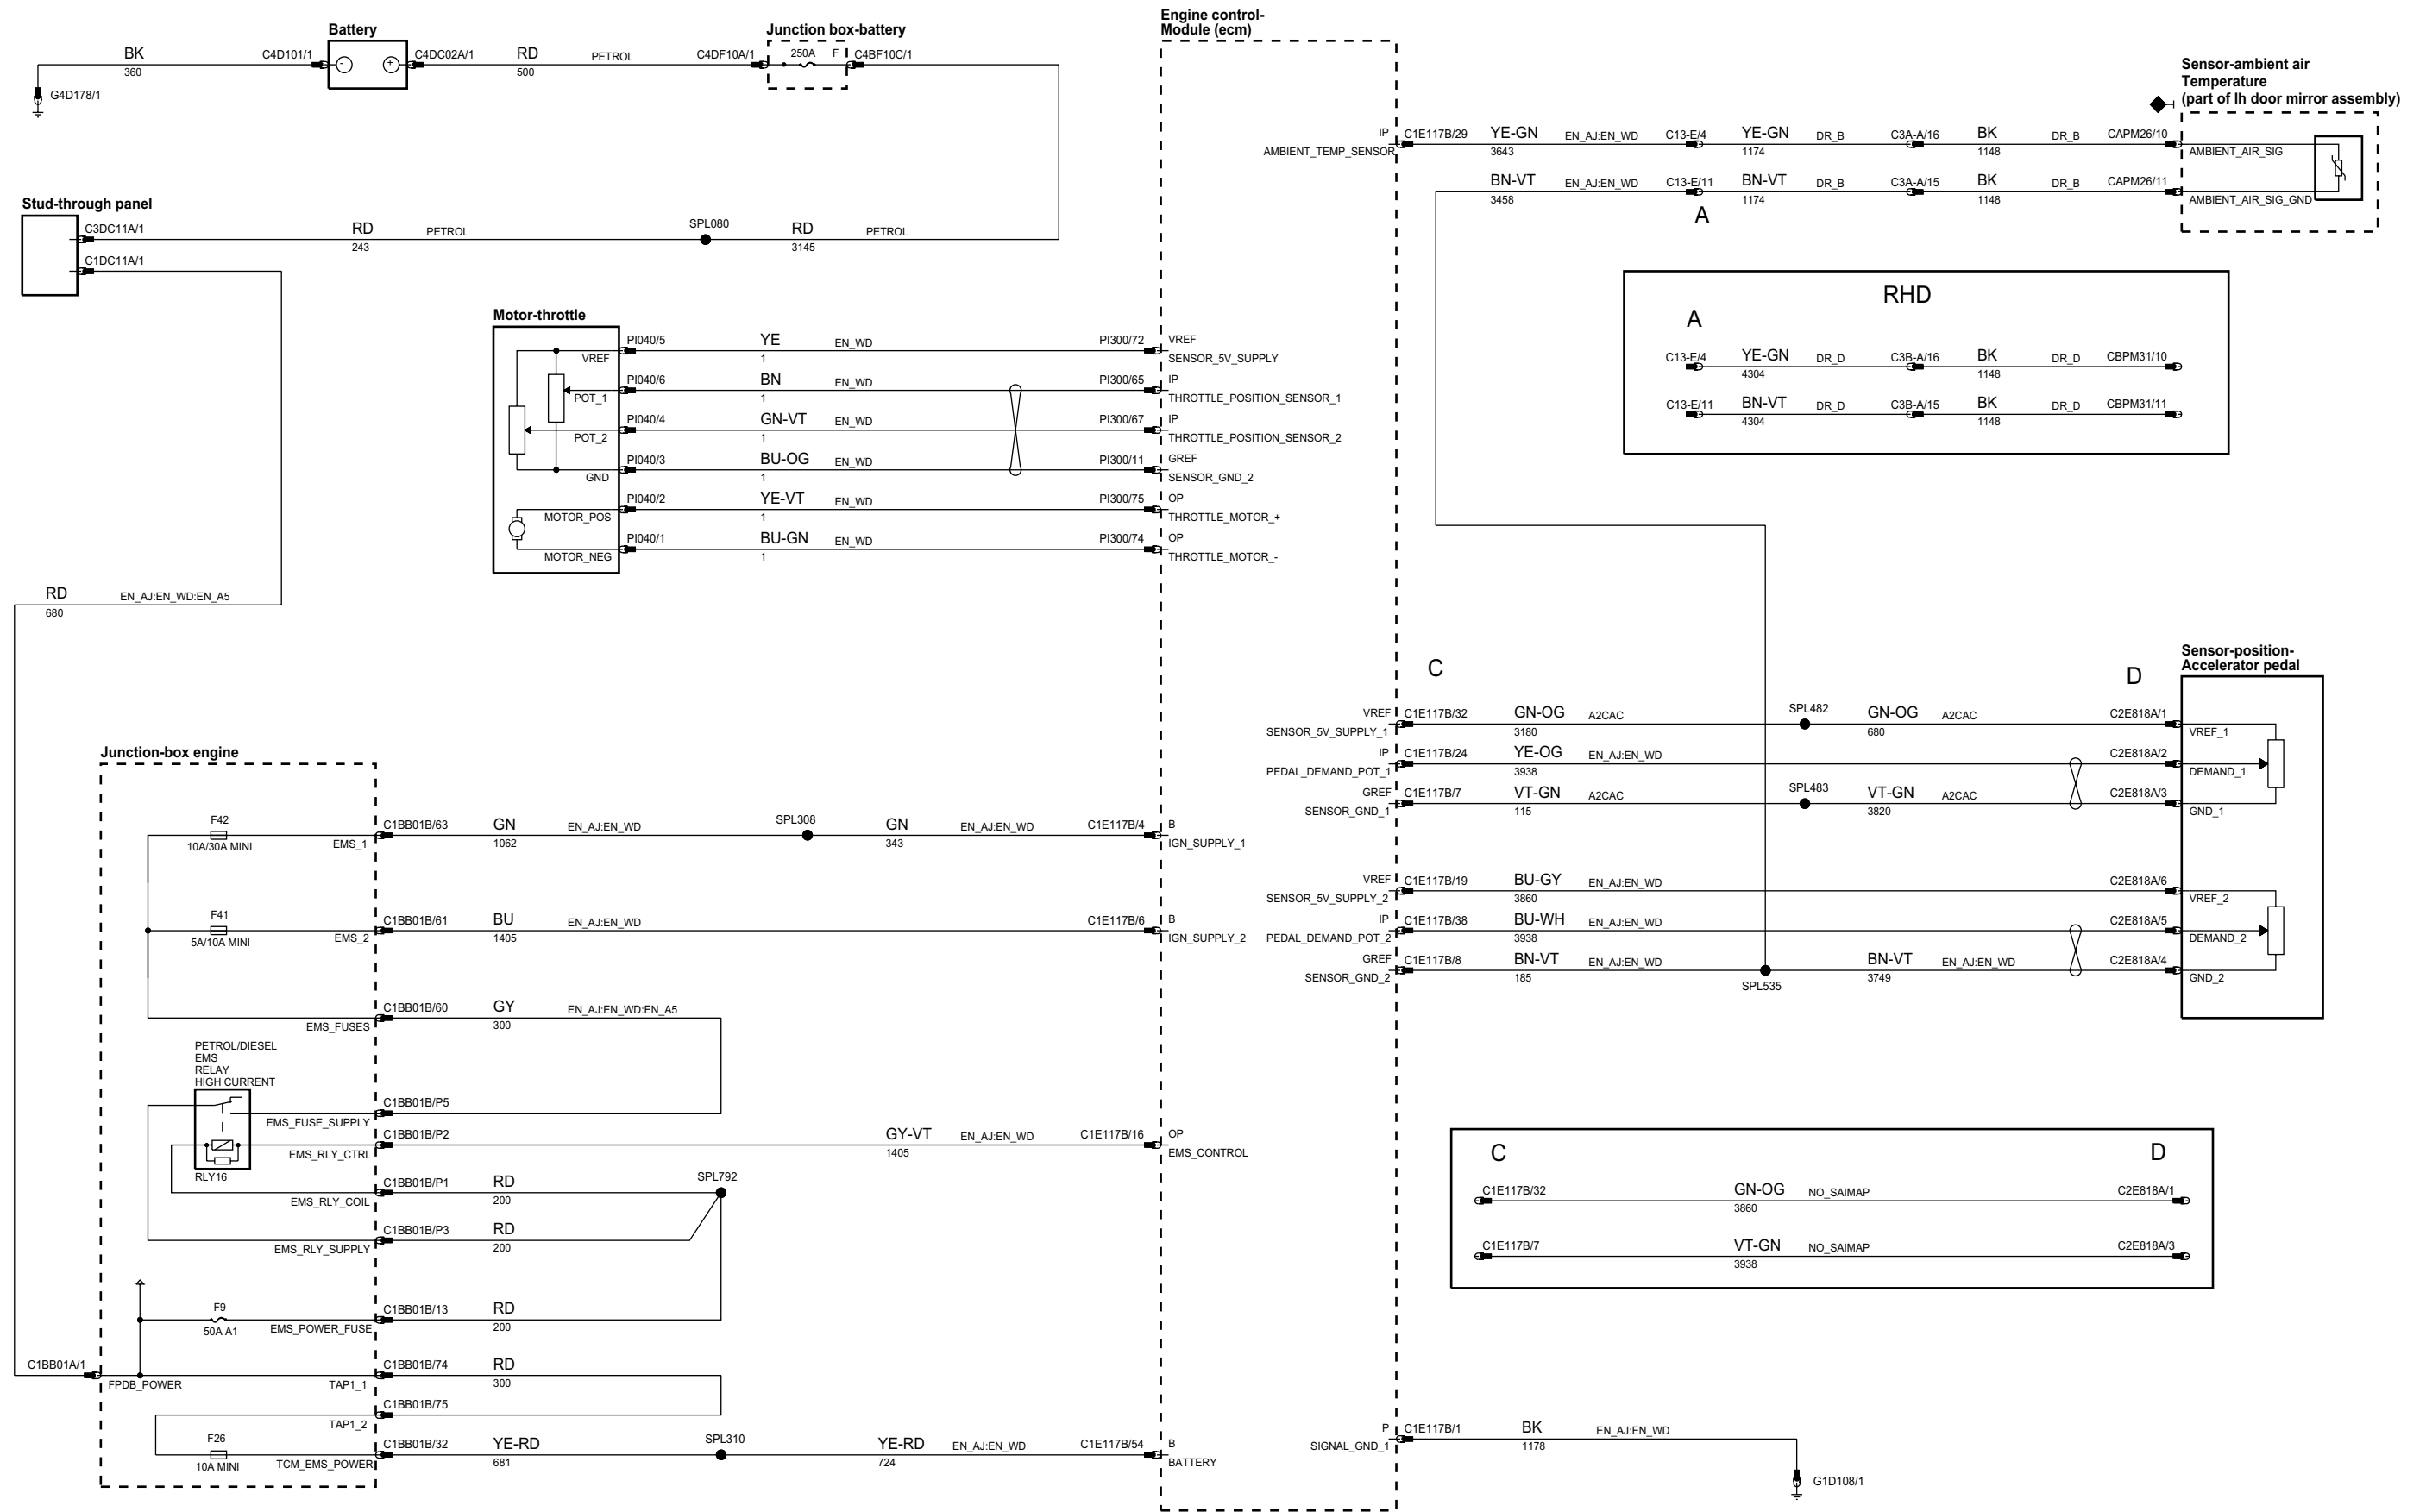 Engine control-
Module (ecm)
Battery
Junction box-battery
BK
360
C4D101/1
-
+
C4DC02A/1
RD
500
PETROL
C4DF10A/1
250A
F
C4BF10C/1
G4D178/1
Sensor-ambient air
Temperature
(part of lh door mirror assembly)
IP
AMBIENT_TEMP_SENSOR
C1E117B/29
YE-GN
3643
EN_AJ:EN_WD
C13-E/4
YE-GN
1174
DR_B
C3A-A/16
BK
1148
DR_B
CAPM26/10
AMBIENT_AIR_SIG
BN-VT
3458
EN_AJ:EN_WD
C13-E/11
BN-VT
1174
DR_B
C3A-A/15
BK
1148
DR_B
CAPM26/11
AMBIENT_AIR_SIG_GND
A
Stud-through panel
C3DC11A/1
RD
243
PETROL
SPL080
RD
3145
PETROL
C1DC11A/1
RHD
A
C13-E/4
YE-GN
4304
DR_D
C3B-A/16
BK
1148
DR_D
CBPM31/10
C13-E/11
BN-VT
4304
DR_D
C3B-A/15
BK
1148
DR_D
CBPM31/11
Motor-throttle
VREF
PI040/5
YE
1
EN_WD
PI300/72
VREF
SENSOR_5V_SUPPLY
POT_1
PI040/6
BN
1
EN_WD
PI300/65
IP
THROTTLE_POSITION_SENSOR_1
POT_2
PI040/4
GN-VT
1
EN_WD
PI300/67
IP
THROTTLE_POSITION_SENSOR_2
GND
PI040/3
BU-OG
1
EN_WD
PI300/11
GREF
SENSOR_GND_2
MOTOR_POS
PI040/2
YE-VT
1
EN_WD
PI300/75
OP
THROTTLE_MOTOR_+
MOTOR_NEG
PI040/1
BU-GN
1
EN_WD
PI300/74
OP
THROTTLE_MOTOR_-
RD
680
EN_AJ:EN_WD:EN_A5
C
D
Sensor-position-
Accelerator pedal
VREF
SENSOR_5V_SUPPLY_1
C1E117B/32
GN-OG
3180
A2CAC
SPL482
GN-OG
680
A2CAC
C2E818A/1
VREF_1
IP
PEDAL_DEMAND_POT_1
C1E117B/24
YE-OG
3938
EN_AJ:EN_WD
C2E818A/2
DEMAND_1
GREF
SENSOR_GND_1
C1E117B/7
VT-GN
115
A2CAC
SPL483
VT-GN
3820
A2CAC
C2E818A/3
GND_1
VREF
SENSOR_5V_SUPPLY_2
C1E117B/19
BU-GY
3860
EN_AJ:EN_WD
C2E818A/6
VREF_2
IP
PEDAL_DEMAND_POT_2
C1E117B/38
BU-WH
3938
EN_AJ:EN_WD
C2E818A/5
DEMAND_2
GREF
SENSOR_GND_2
C1E117B/8
BN-VT
185
EN_AJ:EN_WD
SPL535
BN-VT
3749
EN_AJ:EN_WD
C2E818A/4
GND_2
Junction-box engine
F42
10A/30A MINI
EMS_1
C1BB01B/63
GN
1062
EN_AJ:EN_WD
SPL308
GN
343
EN_AJ:EN_WD
C1E117B/4
B
IGN_SUPPLY_1
F41
5A/10A MINI
EMS_2
C1BB01B/61
BU
1405
EN_AJ:EN_WD
C1E117B/6
B
IGN_SUPPLY_2
EMS_FUSES
C1BB01B/60
GY
300
EN_AJ:EN_WD:EN_A5
PETROL/DIESEL
EMS
RELAY
HIGH CURRENT
RLY16
EMS_FUSE_SUPPLY
C1BB01B/P5
EMS_RLY_CTRL
C1BB01B/P2
GY-VT
1405
EN_AJ:EN_WD
C1E117B/16
OP
EMS_CONTROL
EMS_RLY_COIL
C1BB01B/P1
RD
200
SPL792
EMS_RLY_SUPPLY
C1BB01B/P3
RD
200
F9
50A A1
EMS_POWER_FUSE
C1BB01B/13
RD
200
C1BB01A/1
FPDB_POWER
TAP1_1
C1BB01B/74
RD
300
TAP1_2
C1BB01B/75
F26
10A MINI
TCM_EMS_POWER
C1BB01B/32
YE-RD
681
SPL310
YE-RD
724
EN_AJ:EN_WD
C1E117B/54
B
BATTERY
C
D
C1E117B/32
GN-OG
3860
NO_SAIMAP
C2E818A/1
C1E117B/7
VT-GN
3938
NO_SAIMAP
C2E818A/3
P
SIGNAL_GND_1
C1E117B/1
BK
1178
EN_AJ:EN_WD
G1D108/1